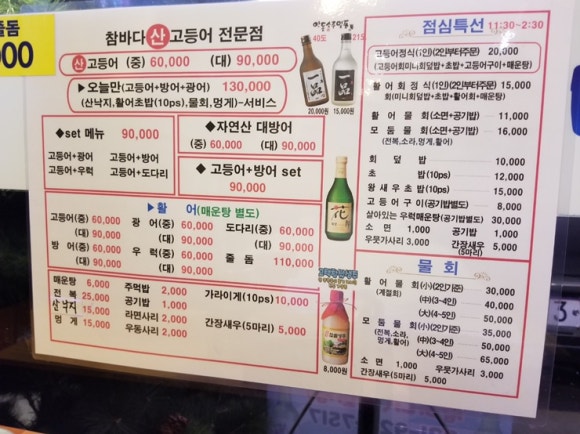 돌돔
000
참바다 산 고등어 전문점
산 고등어 (중) 60,000 (대) 90,000
▶오늘만(고등어+방어+광어) 130,000
(산낙지,활어초밥(10ps),물회,멍게)-서비스
◆set 메뉴 90,000
고등어+광어 고등어+방어
고등어+우럭 고등어+도다리
◆자연산 대방어
(중) 60,000 (대) 90,000
◆ 고등어+방어 set
90,000
▶활 어(매운탕 별도)
고등어(중) 60,000 광 어(중) 60,000 도다리(중) 60,000
(대) 90,000 (대) 90,000 (대) 90,000
방 어(중) 60,000 우 럭(중) 60,000 줄 돔 110,000
(대) 90,000 (대) 90,000
매운탕 6,000 주먹밥 2,000 가라이게(10ps) 10,000
전 복 25,000 공기밥 1,000
산낙지 15,000 라면사리 2,000 간장새우(5마리) 5,000
멍 게 15,000 우동사리 2,000
40도
一品
一品
20,000원 15,000원
花
8,000원
점심특선 11:30~2:30
고등어정식(1인)(2인부터주문) 20,000
(고등어회미니회덮밥+초밥+고등어구이+매운탕)
활어회 정식(1인)(2인부터주문) 15,000
회(미니회덮밥+초밥+활어회+매운탕)
활 어 물 회(소면+공기밥) 11,000
모 둠 물 회(소면+공기밥) 16,000
(전복,소라,멍게,활어)
회 덮 밥 10,000
초 밥(10ps) 12,000
왕새우초밥(10ps) 15,000
고등어구이(공기밥별도) 8,000
살아있는 우럭매운탕(공기밥별도) 30,000
소 면 1,000 공기밥 1,000
우뭇가사리 3,000 간장새우 5,000
(5마리)
물 회
활 어 물 회(小)(2인기준) 30,000
(계절회) (中)(3~4인) 40,000
(大)(4~5인) 50,000
모 둠 물회(小)(2인기준) 35,000
(전복,소라,멍게,활어) (中)(3~4인) 50,000
(大)(4~5인) 65,000
소 면 1,000 우뭇가사리 3,000
간장새우(5마리) 5,000